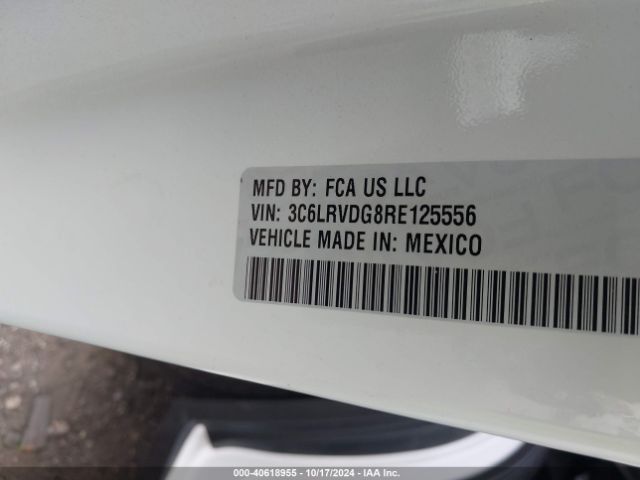 MFD BY: FCA US LLC
VIN: 3C6LRVDG8RE125556
VEHICLE MADE IN: MEXICO
000-40618955 - 10/17/2024 - IAA Inc.